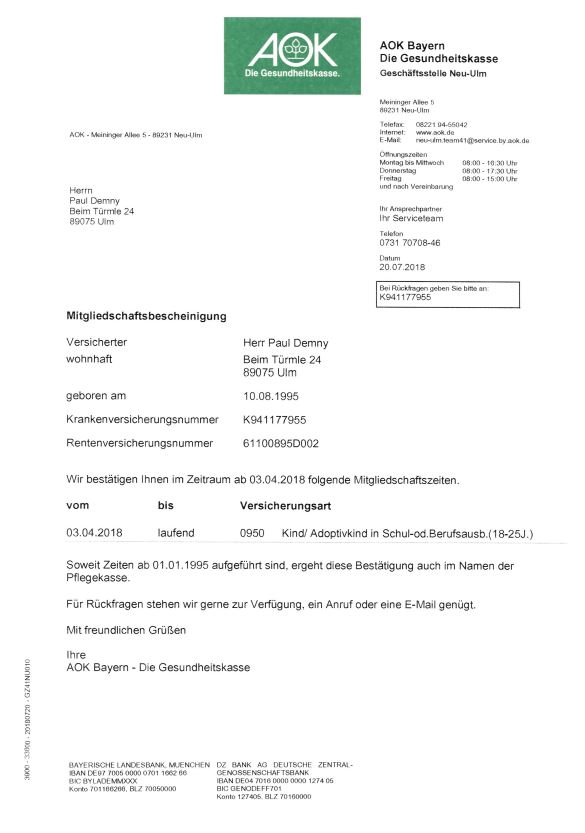 AOK
Die Gesundheitskasse.
AOK Bayern
Die Gesundheitskasse
Geschäftsstelle Neu-Ulm
Meininger Allee 5
89231 Neu-Ulm
AOK - Meininger Allee 5 - 89231 Neu-Ulm
Telefax: 08221 94-55042
Internet: www.aok.de
E-Mail: neu-ulm.team41@service.by.aok.de
Öffnungszeiten
Montag bis Mittwoch 08:00 - 16:30 Uhr
Donnerstag 08:00 - 17:30 Uhr
Freitag 08:00 - 15:00 Uhr
und nach Vereinbarung
Herrn
Paul Demny
Beim Türmle 24
89075 Ulm
Ihr Ansprechpartner
Ihr Serviceteam
Telefon
0731 70708-46
Datum
20.07.2018
Bei Rückfragen geben Sie bitte an:
K941177955
Mitgliedschaftsbescheinigung
Versicherter Herr Paul Demny
wohnhaft Beim Türmle 24
89075 Ulm
geboren am 10.08.1995
Krankenversicherungsnummer K941177955
Rentenversicherungsnummer 61100895D002
Wir bestätigen Ihnen im Zeitraum ab 03.04.2018 folgende Mitgliedschaftszeiten.
vom bis Versicherungsart
03.04.2018 laufend 0950 Kind/ Adoptivkind in Schul-od.Berufsausb.(18-25J.)
Soweit Zeiten ab 01.01.1995 aufgeführt sind, ergeht diese Bestätigung auch im Namen der
Pflegekasse.
Für Rückfragen stehen wir gerne zur Verfügung, ein Anruf oder eine E-Mail genügt.
Mit freundlichen Grüßen
Ihre
AOK Bayern - Die Gesundheitskasse
3600 - 33000 - 20180720 - GZ41NU010
BAYERISCHE LANDESBANK, MUENCHEN
IBAN DE97 7005 0000 0701 1662 66
BIC BYLADEMMXXX
Konto 701166266, BLZ 70050000
DZ BANK AG DEUTSCHE ZENTRAL-
GENOSSENSCHAFTSBANK
IBAN DE04 7016 0000 0000 1274 05
BIC GENODEFF701
Konto 127405, BLZ 70160000